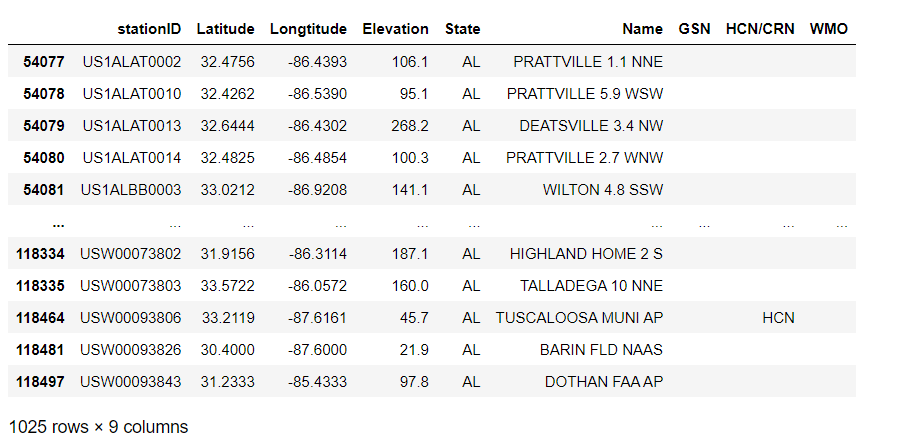 stationID Latitude Longtitude Elevation State Name GSN HCN/CRN WMO
54077 US1ALAT0002 32.4756 -86.4393 106.1 AL PRATTVILLE 1.1 NNE
54078 US1ALAT0010 32.4262 -86.5390 95.1 AL PRATTVILLE 5.9 WSW
54079 US1ALAT0013 32.6444 -86.4302 268.2 AL DEATSVILLE 3.4 NW
54080 US1ALAT0014 32.4825 -86.4854 100.3 AL PRATTVILLE 2.7 WNW
54081 US1ALBB0003 33.0212 -86.9208 141.1 AL WILTON 4.8 SSW
... ... ... ... ... ... ... ... ... ...
118334 USW00073802 31.9156 -86.3114 187.1 AL HIGHLAND HOME 2 S
118335 USW00073803 33.5722 -86.0572 160.0 AL TALLADEGA 10 NNE
118464 USW00093806 33.2119 -87.6161 45.7 AL TUSCALOOSA MUNI AP HCN
118481 USW00093826 30.4000 -87.6000 21.9 AL BARIN FLD NAAS
118497 USW00093843 31.2333 -85.4333 97.8 AL DOTHAN FAA AP
1025 rows × 9 columns